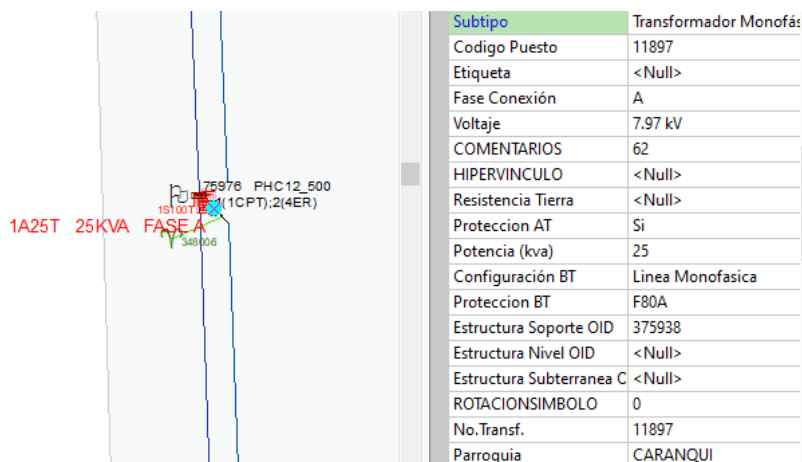 75976 PHC12_500
1(1CPT);2(4ER)
1S100T
1A25T 25KVA FASE A
348006
Subtipo Transformador Monofás
Codigo Puesto 11897
Etiqueta <Null>
Fase Conexión A
Voltaje 7.97 kV
COMENTARIOS 62
HIPERVINCULO <Null>
Resistencia Tierra <Null>
Proteccion AT Si
Potencia (kva) 25
Configuración BT Linea Monofasica
Proteccion BT F80A
Estructura Soporte OID 375938
Estructura Nivel OID <Null>
Estructura Subterranea O <Null>
ROTACIONSIMBOLO 0
No.Transf. 11897
Parroquia CARANQUI